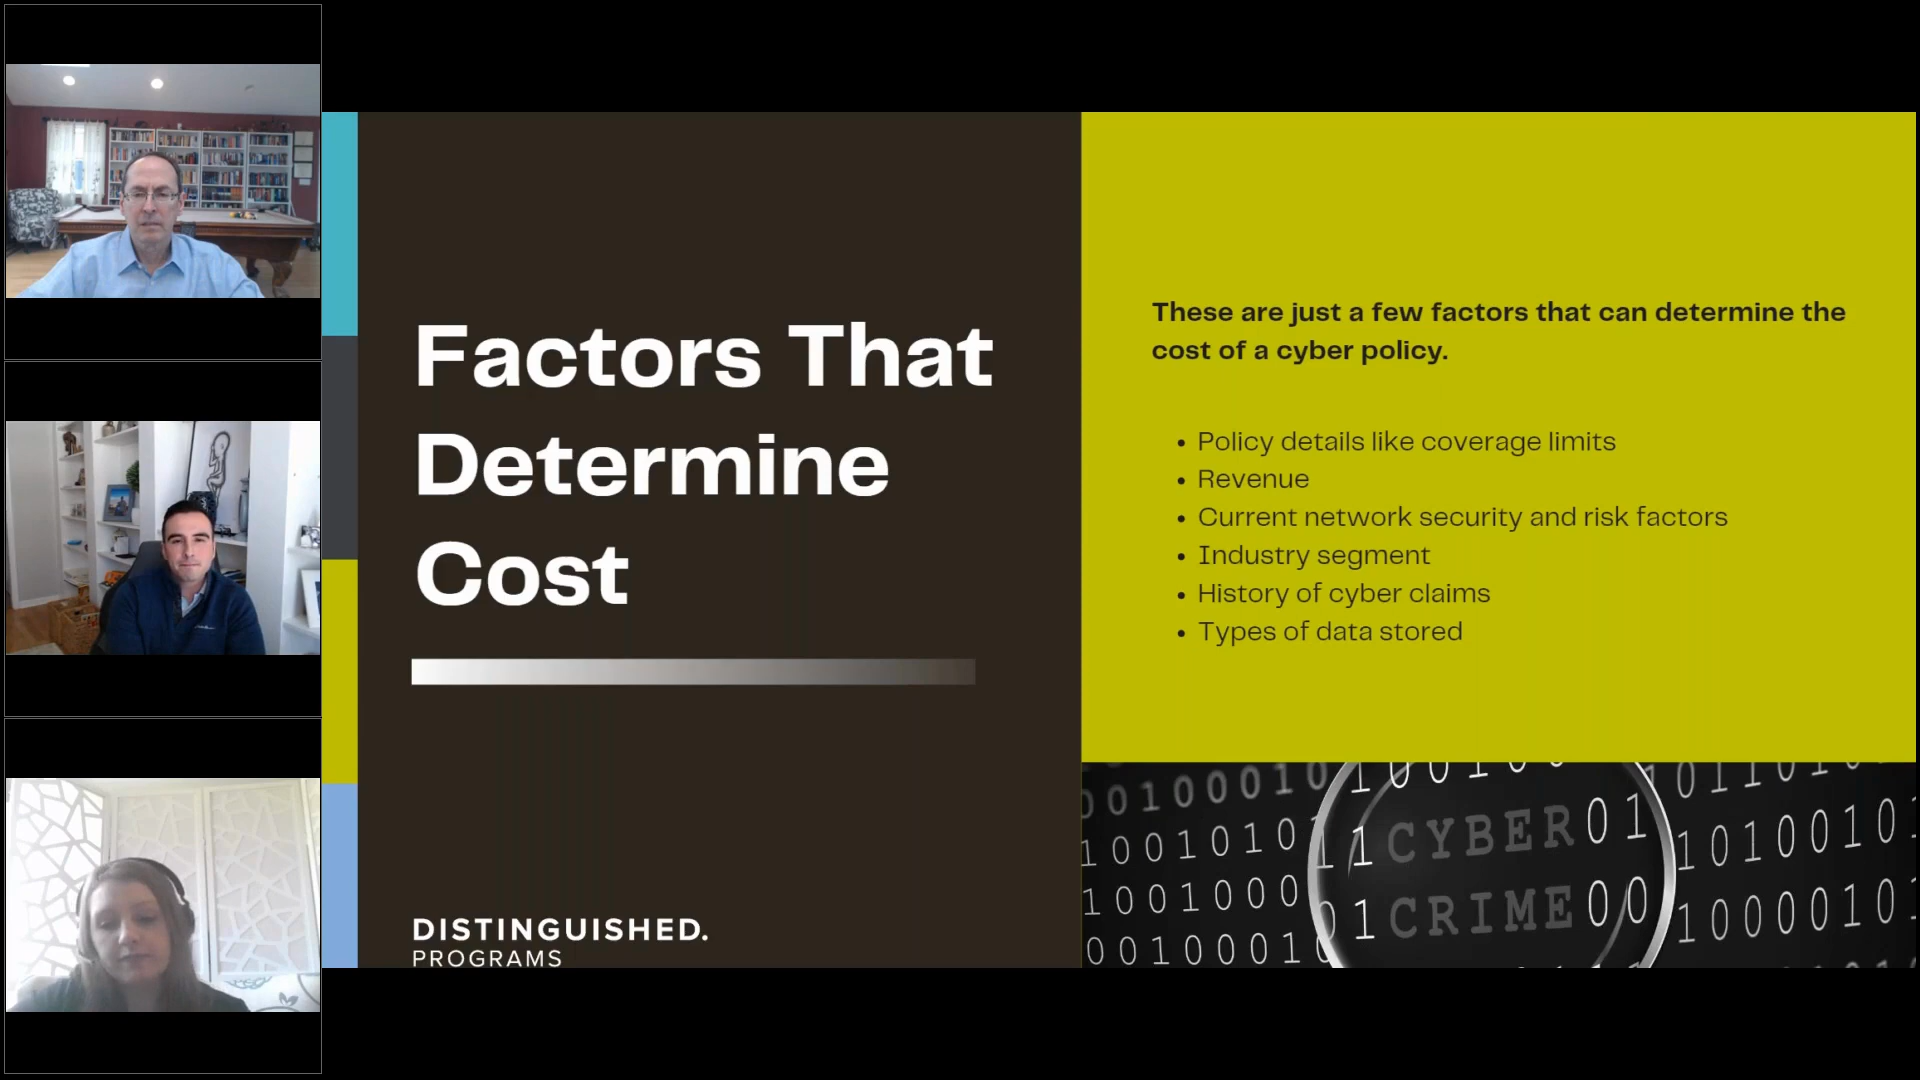 Factors That
Determine
Cost
DISTINGUISHED.
PROGRAMS
These are just a few factors that can determine the
cost of a cyber policy.
• Policy details like coverage limits
• Revenue
• Current network security and risk factors
• Industry segment
• History of cyber claims
• Types of data stored
CYBER
CRIME